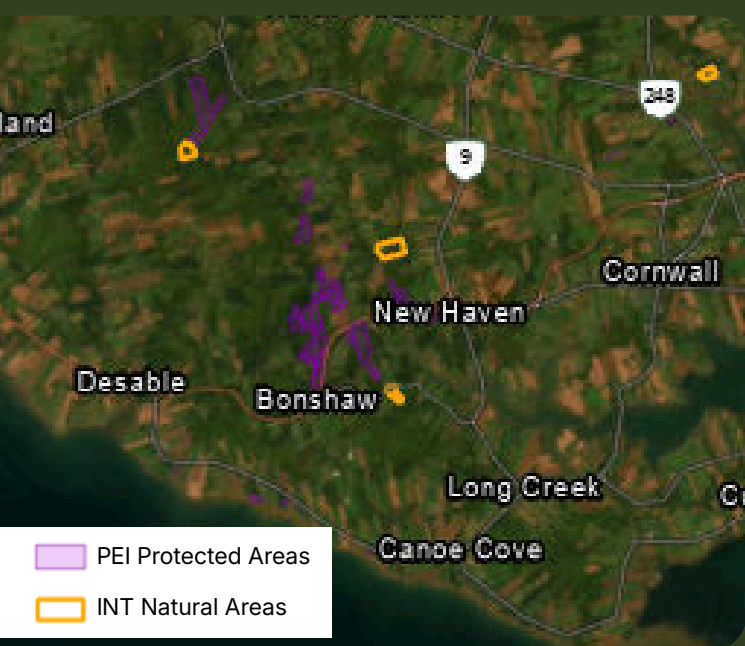 248
land
9
Cornwall
New Haven
Desable
Bonshaw
Long Creek
Canoe Cove
PEI Protected Areas
INT Natural Areas